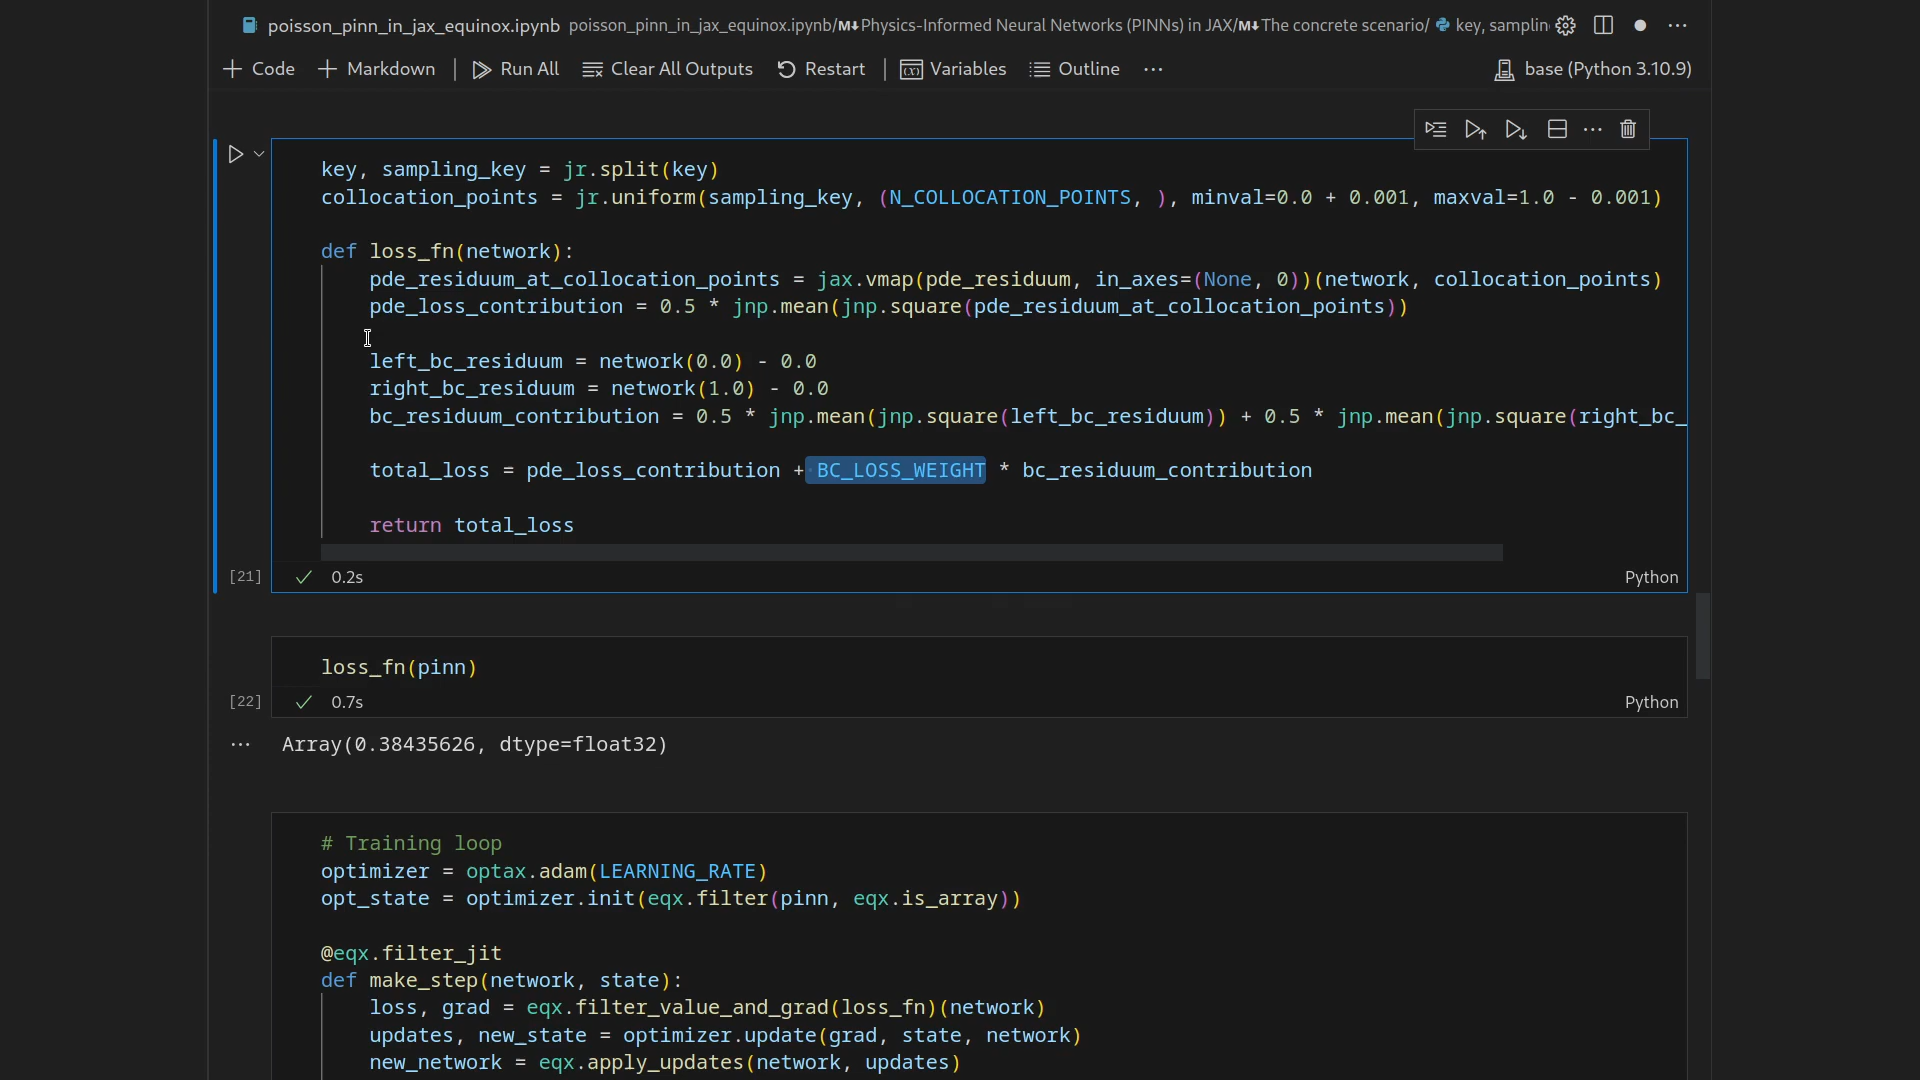 poisson_pinn_in_jax_equinox.ipynb poisson_pinn_in_jax_equinox.ipynb/M↓Physics-Informed Neural Networks (PINNs) in JAX/M↓The concrete scenario/ key, samplin
Code Markdown Run All Clear All Outputs Restart (x) Variables Outline ... base (Python 3.10.9)
key, sampling_key = jr.split(key)
collocation_points = jr.uniform(sampling_key, (N_COLLOCATION_POINTS, ), minval=0.0 + 0.001, maxval=1.0 - 0.001)
def loss_fn(network):
    pde_residuum_at_collocation_points = jax.vmap(pde_residuum, in_axes=(None, 0))(network, collocation_points)
    pde_loss_contribution = 0.5 * jnp.mean(jnp.square(pde_residuum_at_collocation_points))
    left_bc_residuum = network(0.0) - 0.0
    right_bc_residuum = network(1.0) - 0.0
    bc_residuum_contribution = 0.5 * jnp.mean(jnp.square(left_bc_residuum)) + 0.5 * jnp.mean(jnp.square(right_bc_
    total_loss = pde_loss_contribution + BC_LOSS_WEIGHT * bc_residuum_contribution
    return total_loss
[21] ✓ 0.2s Python
loss_fn(pinn)
[22] ✓ 0.7s Python
... Array(0.38435626, dtype=float32)
# Training loop
optimizer = optax.adam(LEARNING_RATE)
opt_state = optimizer.init(eqx.filter(pinn, eqx.is_array))
@eqx.filter_jit
def make_step(network, state):
    loss, grad = eqx.filter_value_and_grad(loss_fn)(network)
    updates, new_state = optimizer.update(grad, state, network)
    new_network = eqx.apply_updates(network, updates)